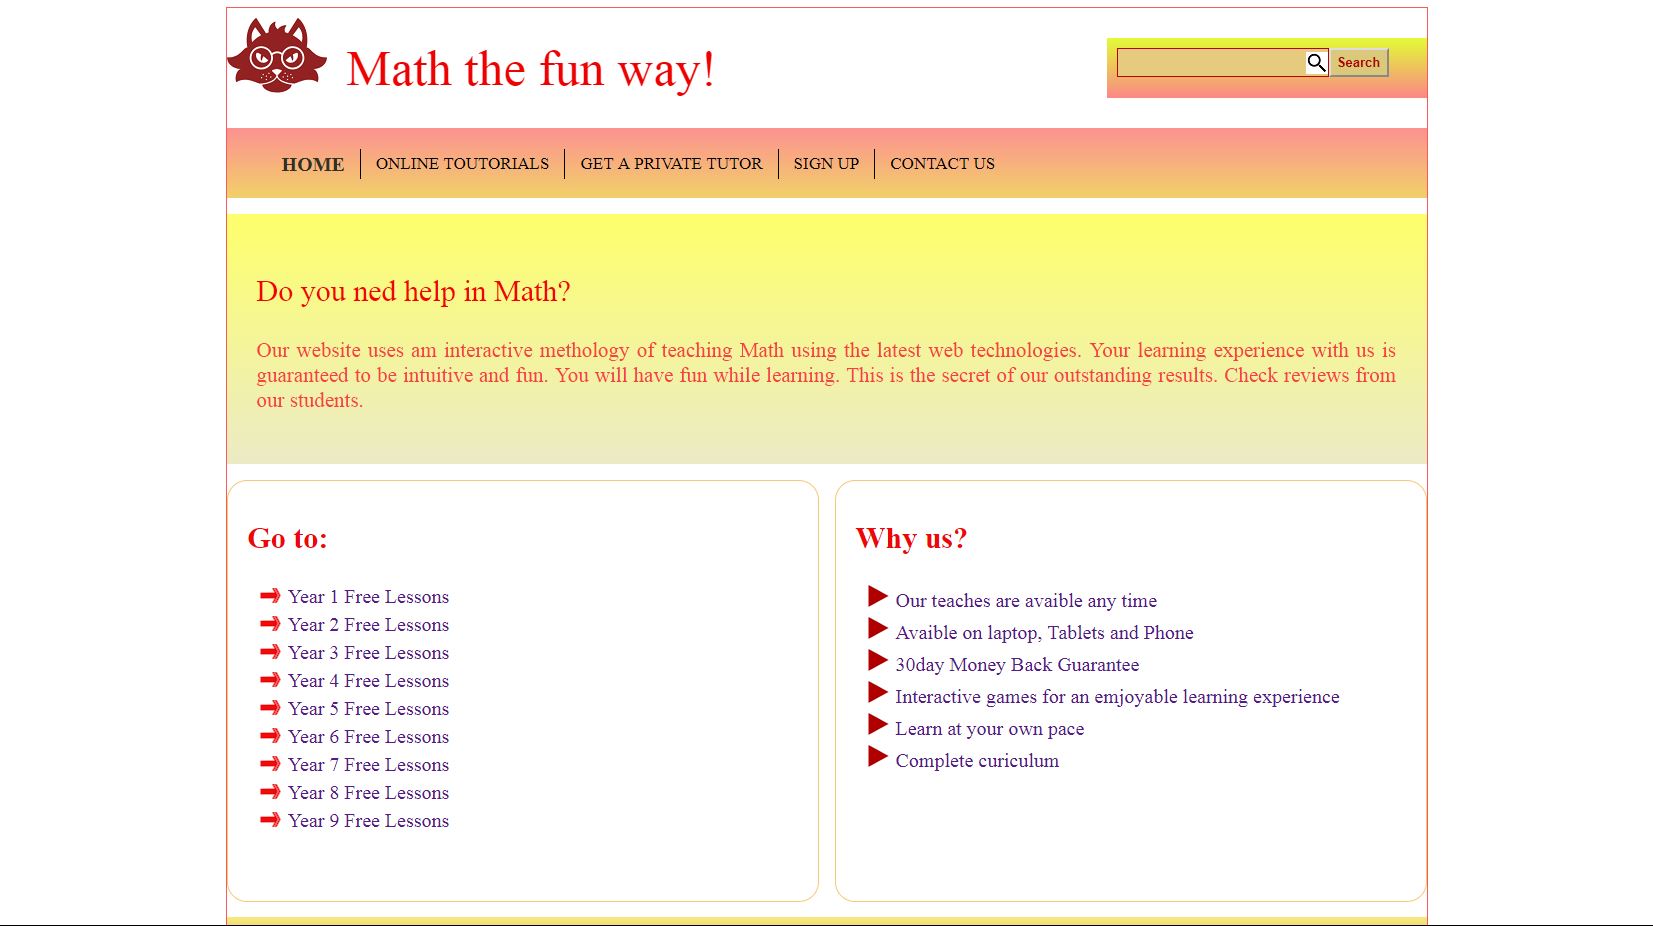 Math the fun way!
Search
HOME
ONLINE TOUTORIALS
GET A PRIVATE TUTOR
SIGN UP
CONTACT US
Do you ned help in Math?
Our website uses am interactive methology of teaching Math using the latest web technologies. Your learning experience with us is
guaranteed to be intuitive and fun. You will have fun while learning. This is the secret of our outstanding results. Check reviews from
our students.
Go to:
Year 1 Free Lessons
Year 2 Free Lessons
Year 3 Free Lessons
Year 4 Free Lessons
Year 5 Free Lessons
Year 6 Free Lessons
Year 7 Free Lessons
Year 8 Free Lessons
Year 9 Free Lessons
Why us?
Our teaches are avaible any time
Avaible on laptop, Tablets and Phone
30day Money Back Guarantee
Interactive games for an emjoyable learning experience
Learn at your own pace
Complete curiculum